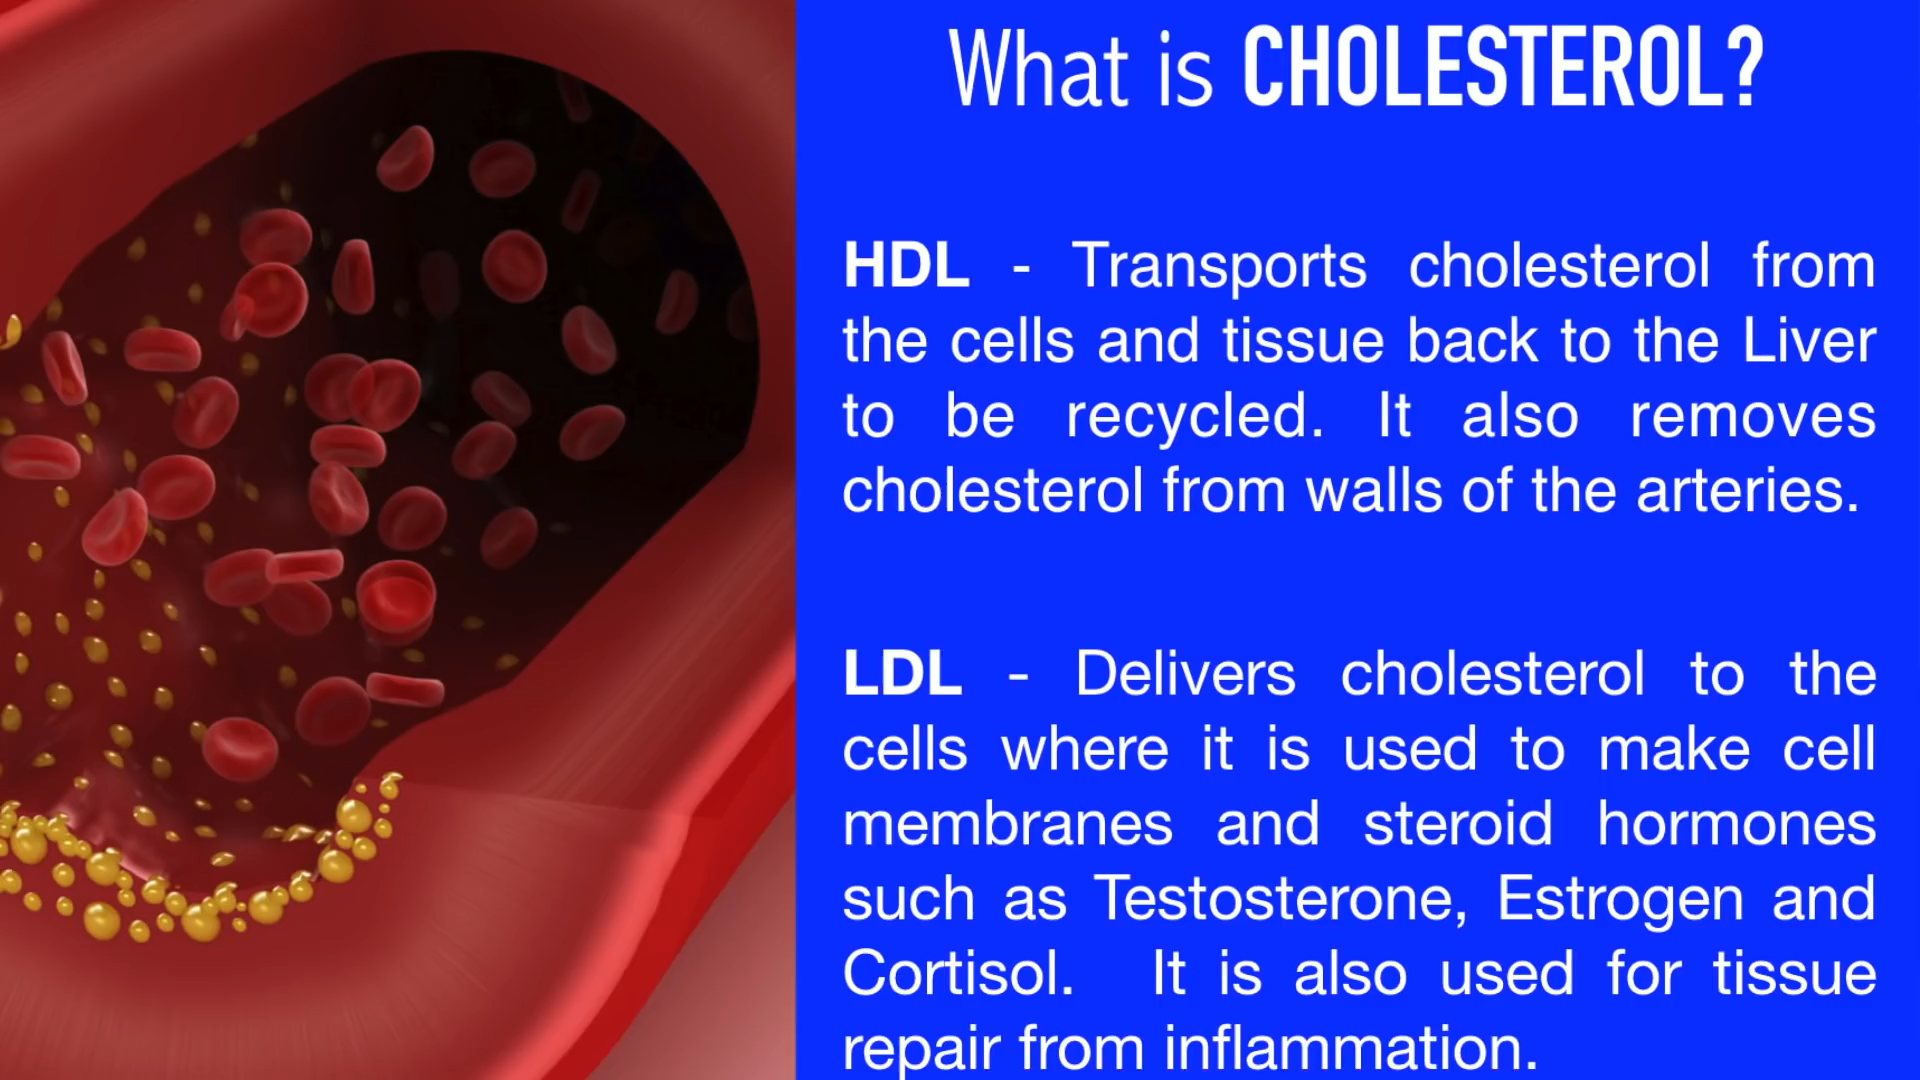 What is CHOLESTEROL?
HDL - Transports cholesterol from
the cells and tissue back to the Liver
to be recycled. It also removes
cholesterol from walls of the arteries.
LDL - Delivers cholesterol to the
cells where it is used to make cell
membranes and steroid hormones
such as Testosterone, Estrogen and
Cortisol. It is also used for tissue
repair from inflammation.